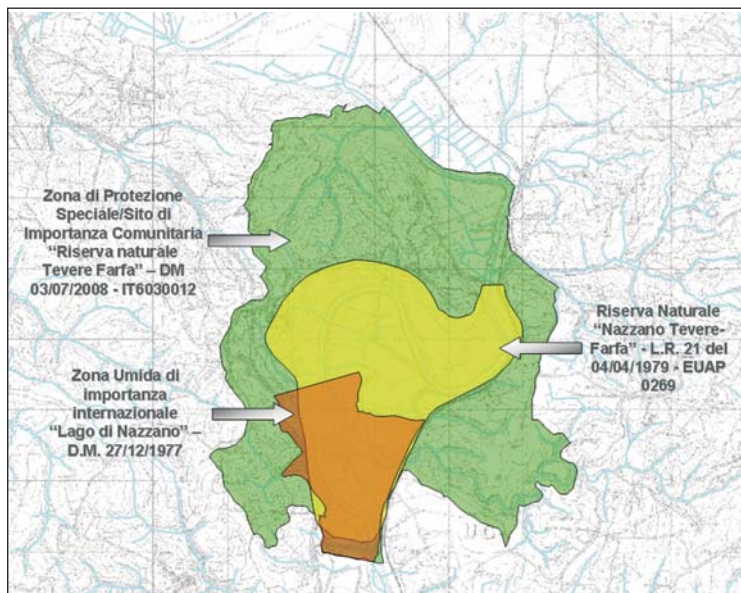 Zona di Protezione
Speciale/Sito di
Importanza Comunitaria
“Riserva naturale
Tevere Farfa” – DM
03/07/2008 - IT6030012
Riserva Naturale
“Nazzano Tevere-
Farfa” - L.R. 21 del
04/04/1979 - EUAP
0269
Zona Umida di
Importanza
internazionale
“Lago di Nazzano” –
D.M. 27/12/1977